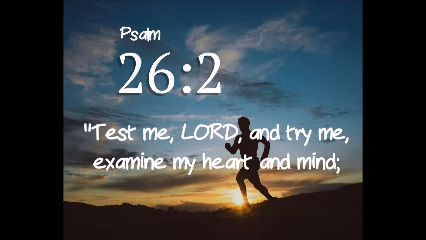 Psalm
26:2
"Test me, LORD, and try me,
examine my heart and mind;